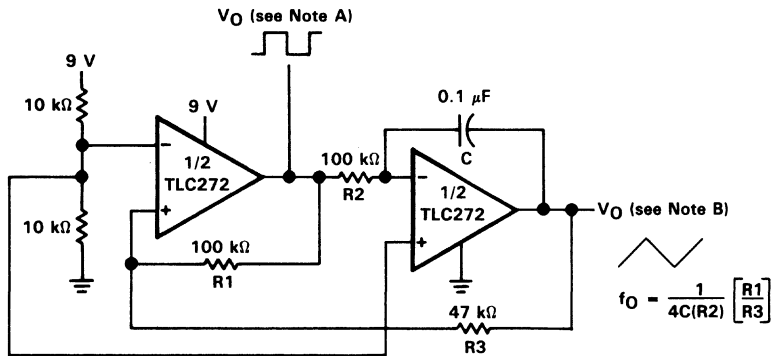 VO (see Note A)
9 V
10 kΩ
9 V
−
1/2
TLC272
+
10 kΩ
100 kΩ
R1
100 kΩ
R2
0.1 μF
C
−
1/2
TLC272
+
47 kΩ
R3
VO (see Note B)
fO = 1/4C(R2) [R1/R3]